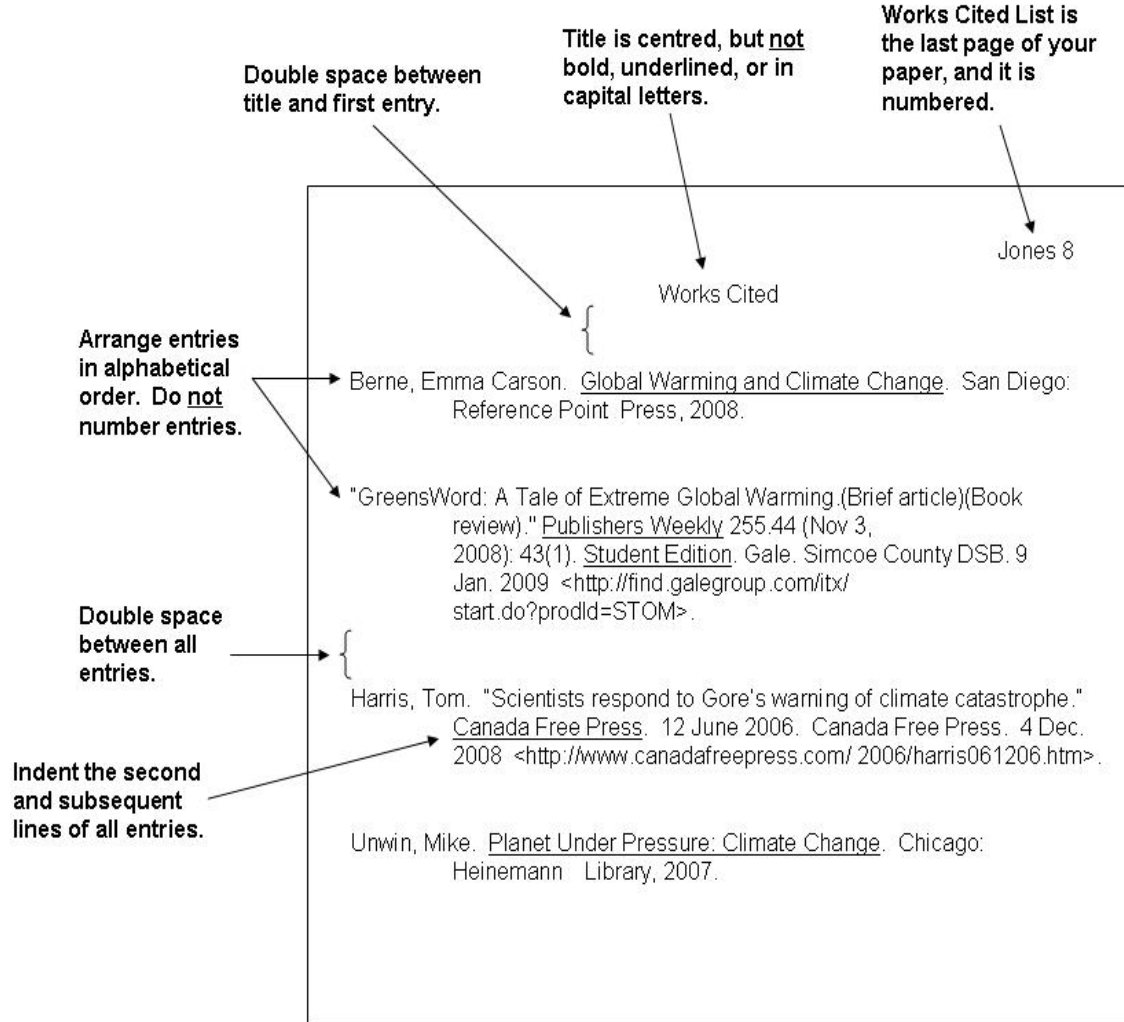 Works Cited List is
the last page of your
paper, and it is
numbered.
Title is centred, but not
bold, underlined, or in
capital letters.
Double space between
title and first entry.
Jones 8
Works Cited
Arrange entries
in alphabetical
order. Do not
number entries.
Berne, Emma Carson. Global Warming and Climate Change. San Diego:
Reference Point Press, 2008.
"GreensWord: A Tale of Extreme Global Warming.(Brief article)(Book
review)." Publishers Weekly 255.44 (Nov 3,
2008): 43(1). Student Edition. Gale. Simcoe County DSB. 9
Jan. 2009 <http://find.galegroup.com/itx/
start.do?prodId=STOM>.
Double space
between all
entries.
Harris, Tom. "Scientists respond to Gore's warning of climate catastrophe."
Canada Free Press. 12 June 2006. Canada Free Press. 4 Dec.
2008 <http://www.canadafreepress.com/ 2006/harris061206.htm>.
Indent the second
and subsequent
lines of all entries.
Unwin, Mike. Planet Under Pressure: Climate Change. Chicago:
Heinemann Library, 2007.